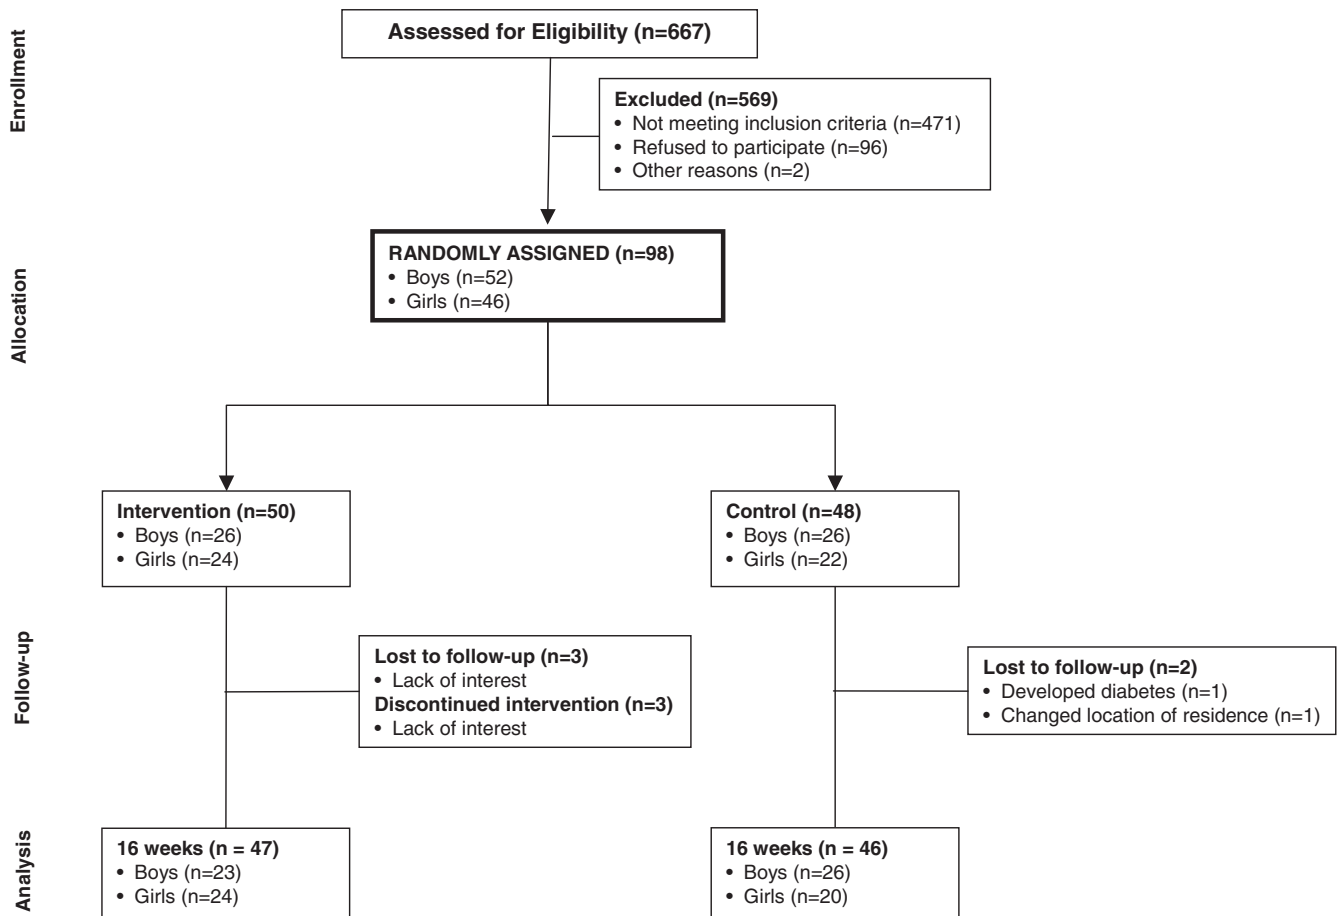 Enrollment
Assessed for Eligibility (n=667)
Excluded (n=569)
• Not meeting inclusion criteria (n=471)
• Refused to participate (n=96)
• Other reasons (n=2)
Allocation
RANDOMLY ASSIGNED (n=98)
• Boys (n=52)
• Girls (n=46)
Intervention (n=50)
• Boys (n=26)
• Girls (n=24)
Control (n=48)
• Boys (n=26)
• Girls (n=22)
Follow-up
Lost to follow-up (n=3)
• Lack of interest
Discontinued intervention (n=3)
• Lack of interest
Lost to follow-up (n=2)
• Developed diabetes (n=1)
• Changed location of residence (n=1)
Analysis
16 weeks (n = 47)
• Boys (n=23)
• Girls (n=24)
16 weeks (n = 46)
• Boys (n=26)
• Girls (n=20)